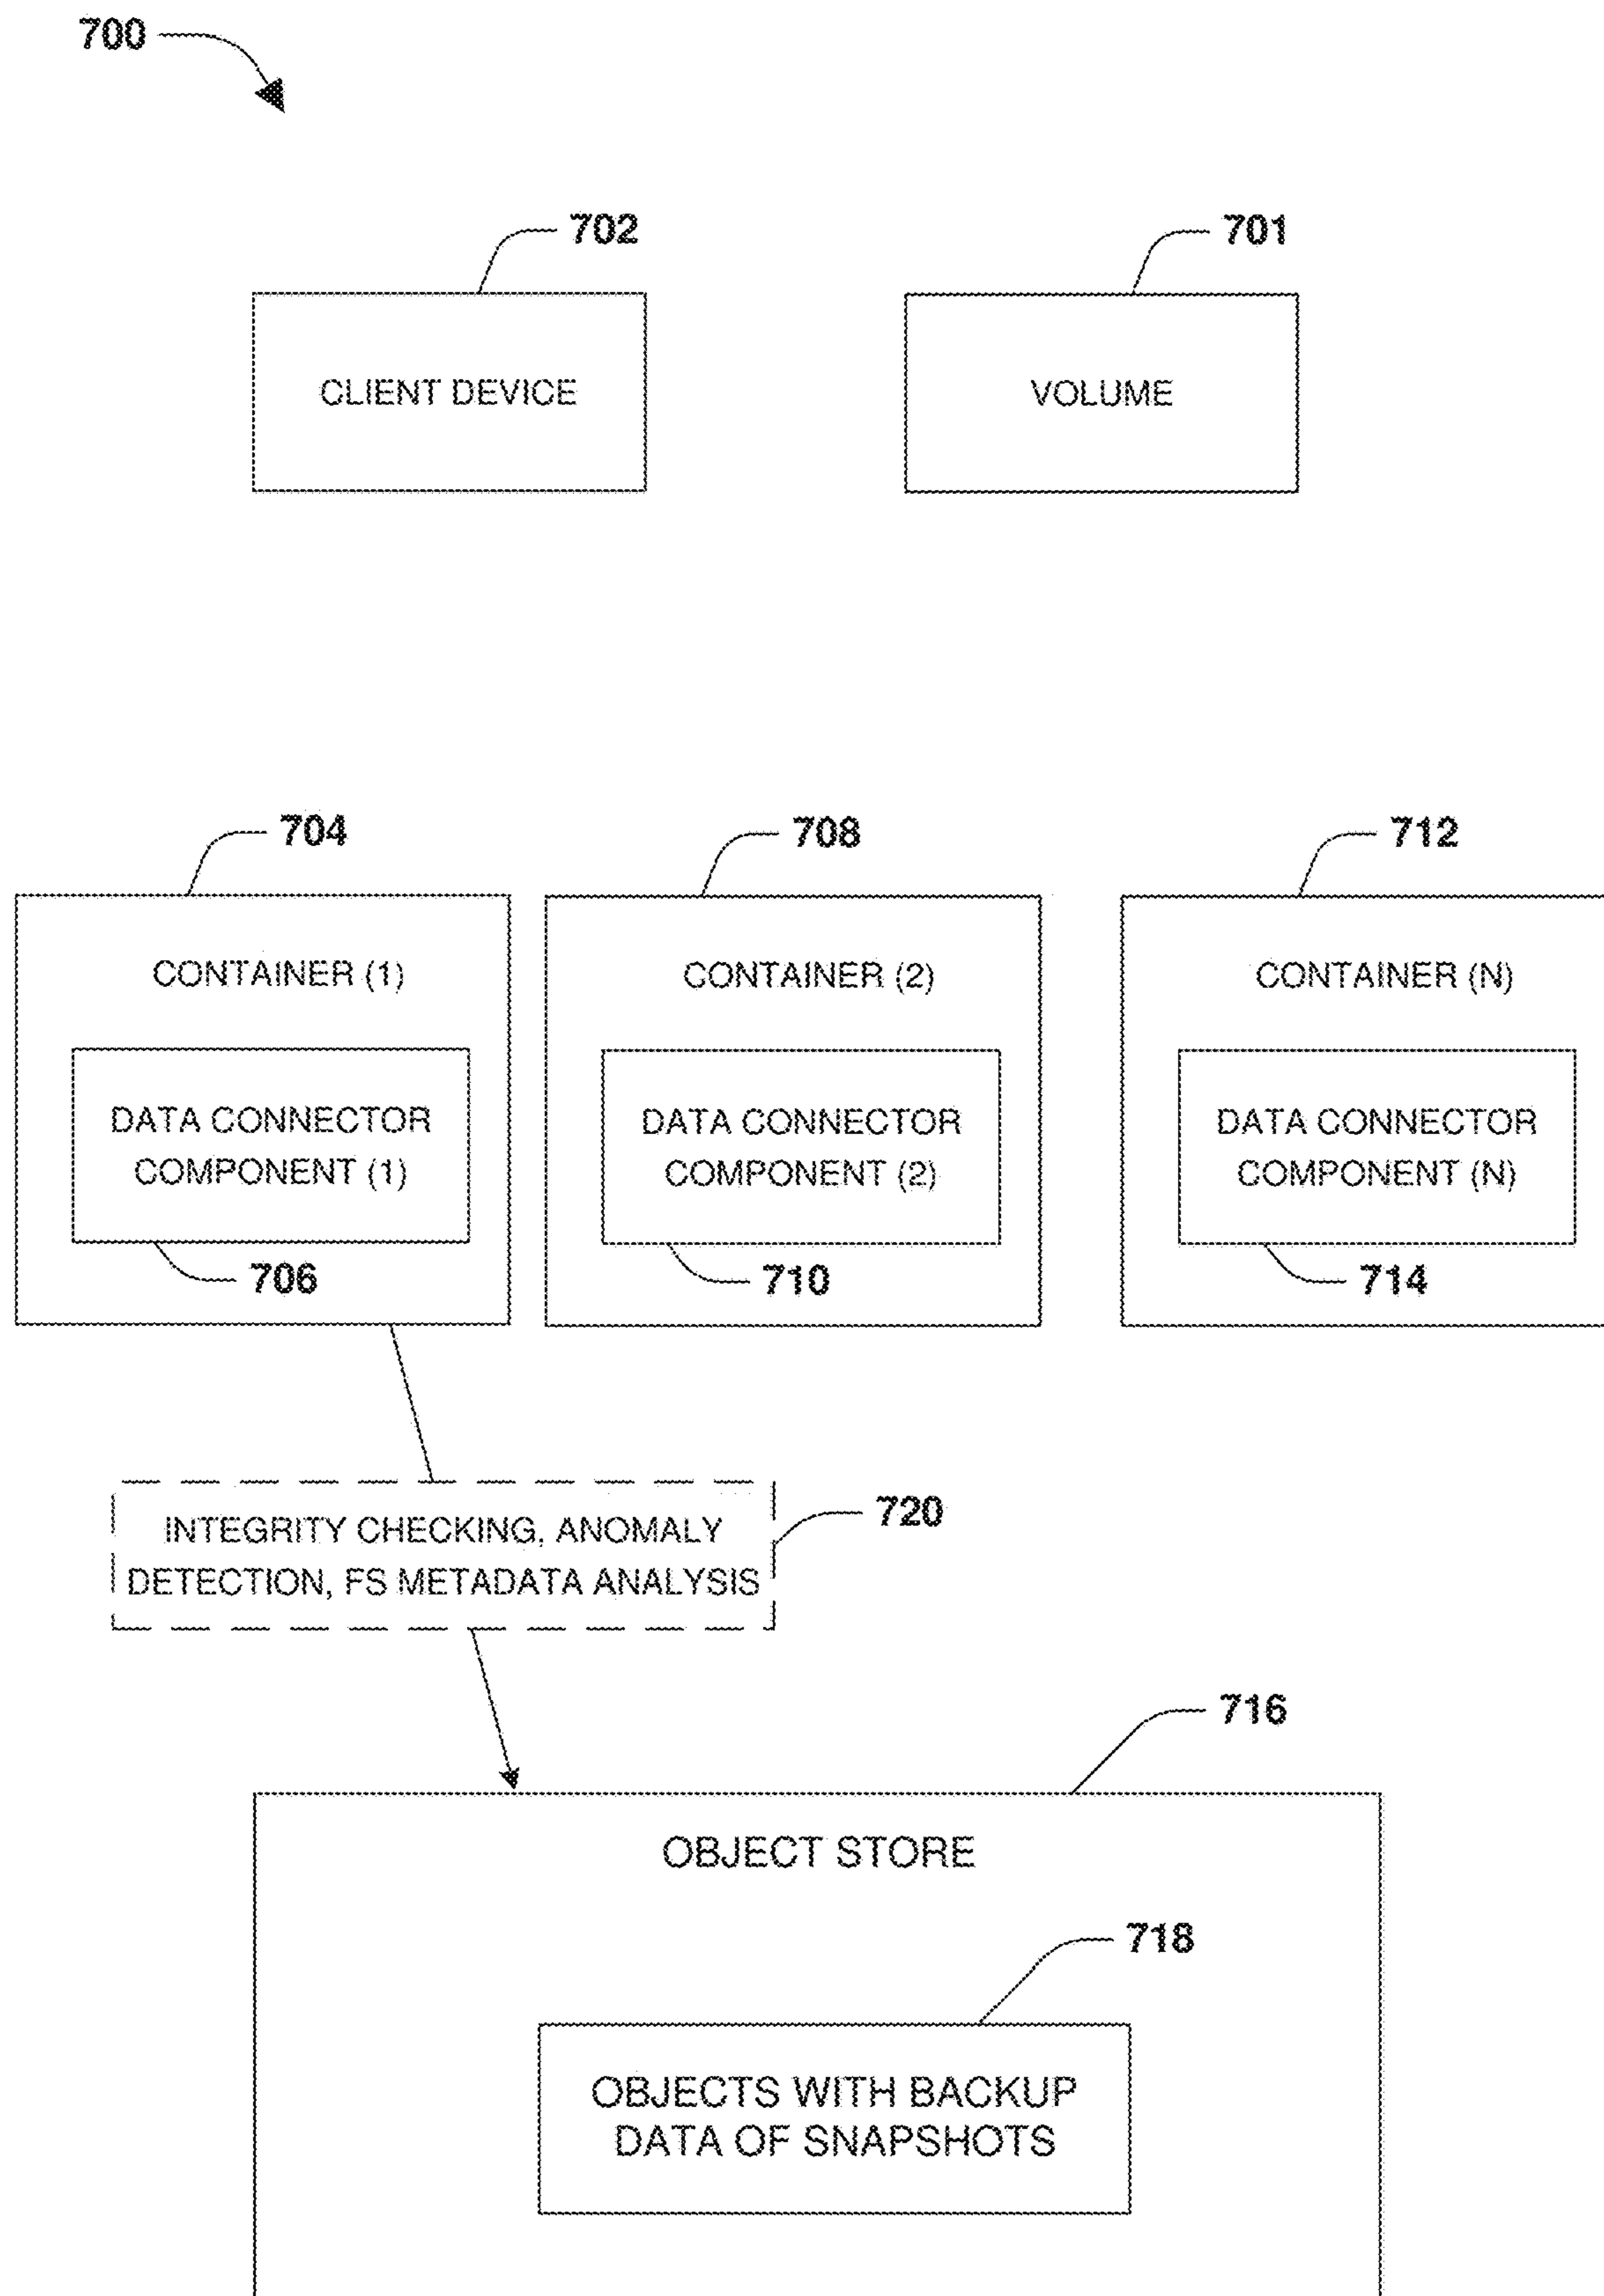 700
702
701
CLIENT DEVICE
VOLUME
704
708
712
CONTAINER (1)
CONTAINER (2)
CONTAINER (N)
DATA CONNECTOR
COMPONENT (1)
DATA CONNECTOR
COMPONENT (2)
DATA CONNECTOR
COMPONENT (N)
706
710
714
INTEGRITY CHECKING, ANOMALY
DETECTION, FS METADATA ANALYSIS
720
716
OBJECT STORE
718
OBJECTS WITH BACKUP
DATA OF SNAPSHOTS